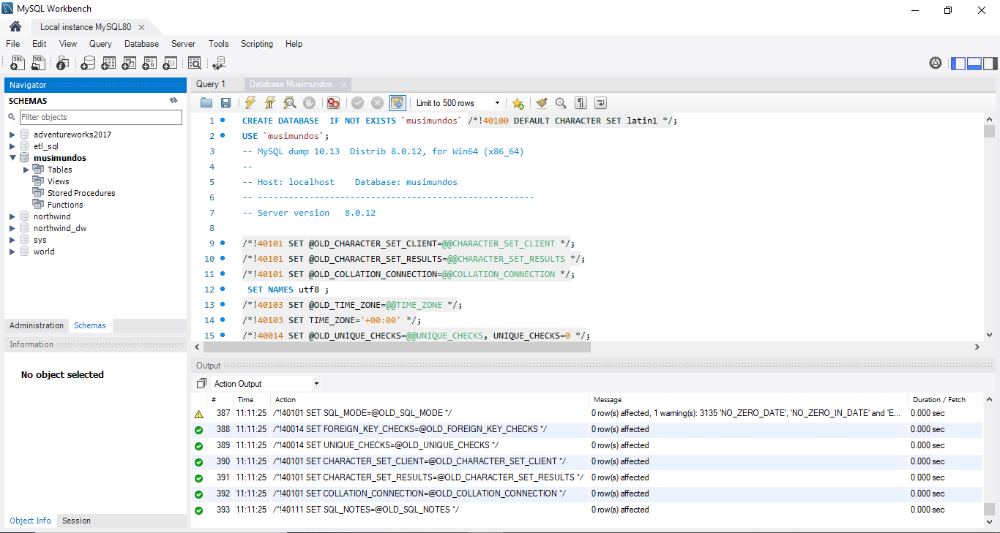 MySQL Workbench
Local instance MySQL80
File Edit View Query Database Server Tools Scripting Help
Navigator
SCHEMAS
Filter objects
adventureworks2017
etl_sql
musimundos
Tables
Views
Stored Procedures
Functions
northwind
northwind_dw
sys
world
Administration Schemas
Information
No object selected
Object Info Session
Query 1 Database Musimundos
Limit to 500 rows
1 CREATE DATABASE  IF NOT EXISTS `musimundos` /*!40100 DEFAULT CHARACTER SET latin1 */;
2 USE `musimundos`;
3 -- MySQL dump 10.13  Distrib 8.0.12, for Win64 (x86_64)
4 --
5 -- Host: localhost    Database: musimundos
6 -- ------------------------------------------------------
7 -- Server version   8.0.12
8
9 /*!40101 SET @OLD_CHARACTER_SET_CLIENT=@@CHARACTER_SET_CLIENT */;
10 /*!40101 SET @OLD_CHARACTER_SET_RESULTS=@@CHARACTER_SET_RESULTS */;
11 /*!40101 SET @OLD_COLLATION_CONNECTION=@@COLLATION_CONNECTION */;
12  SET NAMES utf8 ;
13 /*!40103 SET @OLD_TIME_ZONE=@@TIME_ZONE */;
14 /*!40103 SET TIME_ZONE='+00:00' */;
15 /*!40014 SET @OLD_UNIQUE_CHECKS=@@UNIQUE_CHECKS, UNIQUE_CHECKS=0 */;
Output
Action Output
# Time Action Message Duration / Fetch
387 11:11:25 /*!40101 SET SQL_MODE=@OLD_SQL_MODE */ 0 row(s) affected, 1 warning(s): 3135 'NO_ZERO_DATE', 'NO_ZERO_IN_DATE' and 'E... 0.000 sec
388 11:11:25 /*!40014 SET FOREIGN_KEY_CHECKS=@OLD_FOREIGN_KEY_CHECKS */ 0 row(s) affected 0.000 sec
389 11:11:25 /*!40014 SET UNIQUE_CHECKS=@OLD_UNIQUE_CHECKS */ 0 row(s) affected 0.000 sec
390 11:11:25 /*!40101 SET CHARACTER_SET_CLIENT=@OLD_CHARACTER_SET_CLIENT */ 0 row(s) affected 0.000 sec
391 11:11:25 /*!40101 SET CHARACTER_SET_RESULTS=@OLD_CHARACTER_SET_RESULTS */ 0 row(s) affected 0.000 sec
392 11:11:25 /*!40101 SET COLLATION_CONNECTION=@OLD_COLLATION_CONNECTION */ 0 row(s) affected 0.000 sec
393 11:11:25 /*!40111 SET SQL_NOTES=@OLD_SQL_NOTES */ 0 row(s) affected 0.000 sec